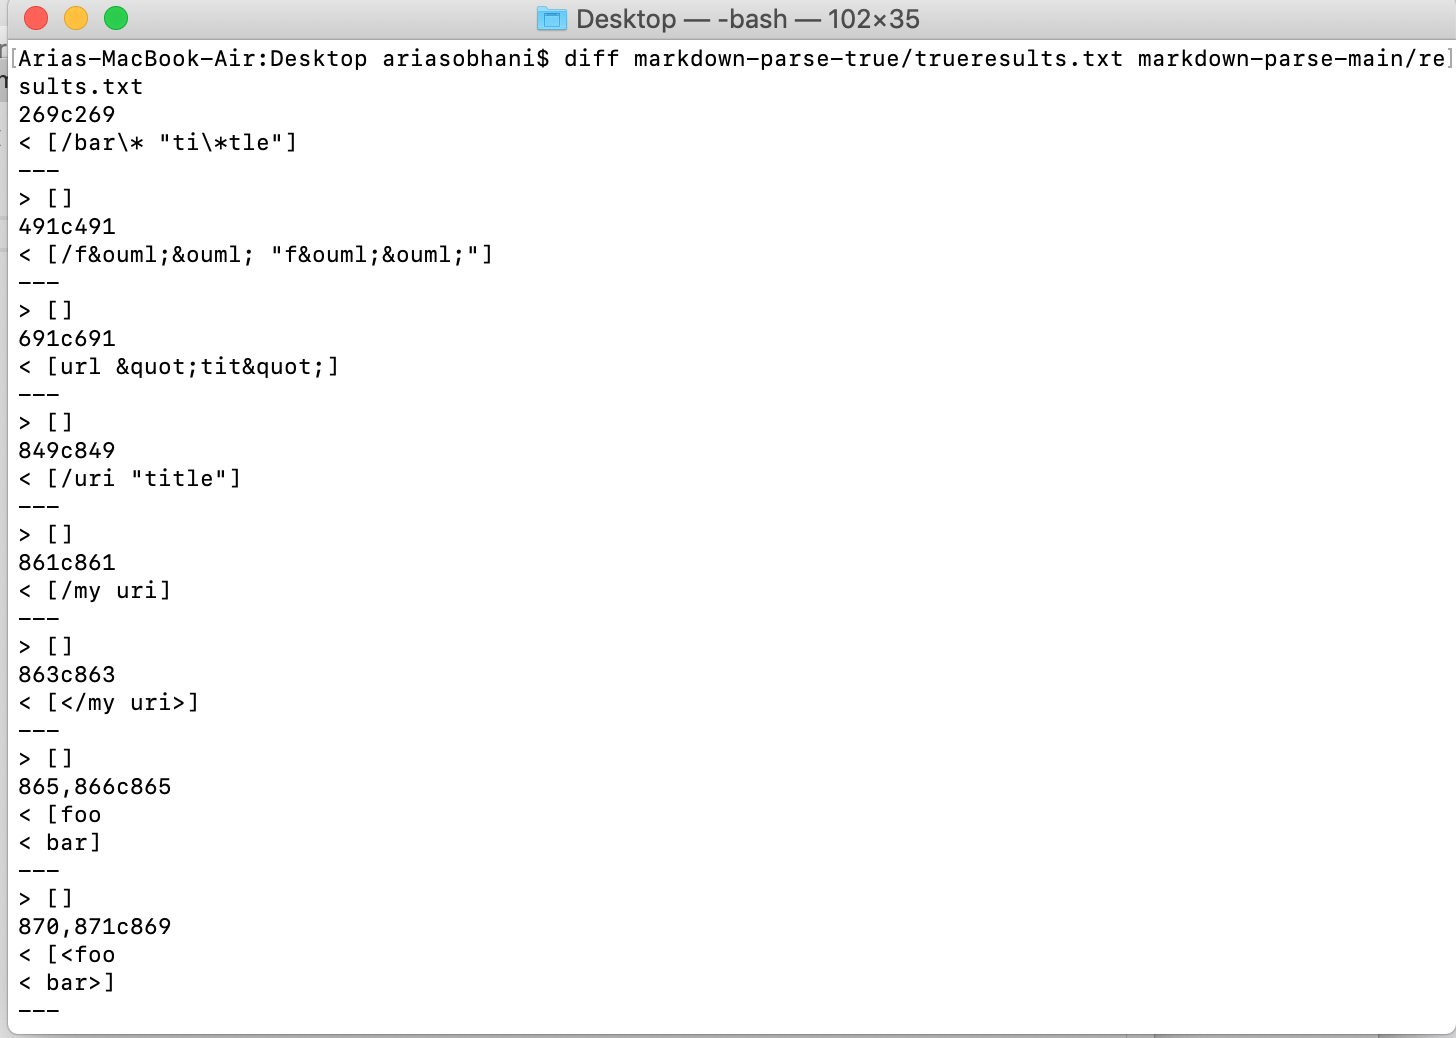 Desktop — -bash — 102×35
[Arias-MacBook-Air:Desktop ariasobhani$ diff markdown-parse-true/trueresults.txt markdown-parse-main/re]
sults.txt
269c269
< [/bar\* "ti\*tle"]
---
> []
491c491
< [/f&ouml;&ouml; "f&ouml;&ouml;"]
---
> []
691c691
< [url &quot;tit&quot;]
---
> []
849c849
< [/uri "title"]
---
> []
861c861
< [/my uri]
---
> []
863c863
< [</my uri>]
---
> []
865,866c865
< [foo
< bar]
---
> []
870,871c869
< [<foo
< bar>]
---